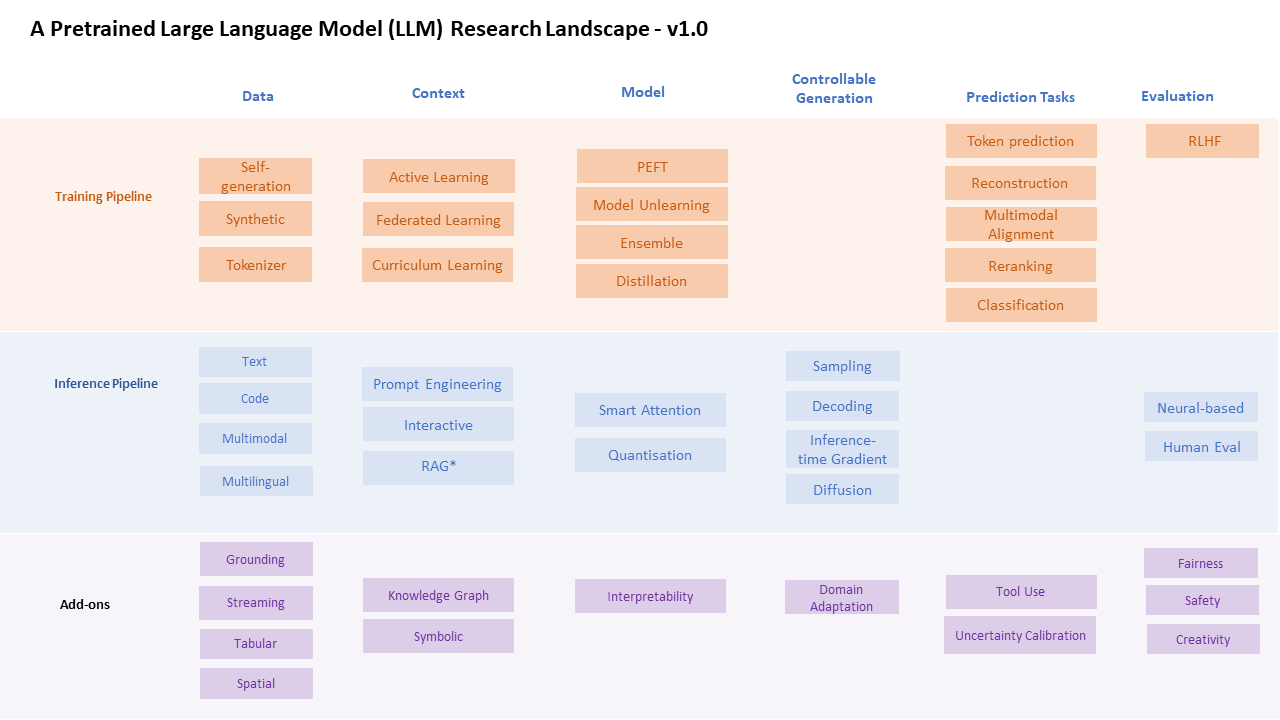 A Pretrained Large Language Model (LLM) Research Landscape - v1.0
Data
Context
Model
Controllable
Generation
Prediction Tasks
Evaluation
Training Pipeline
Self-
generation
Synthetic
Tokenizer
Active Learning
Federated Learning
Curriculum Learning
PEFT
Model Unlearning
Ensemble
Distillation
Token prediction
Reconstruction
Multimodal
Alignment
Reranking
Classification
RLHF
Inference Pipeline
Text
Code
Multimodal
Multilingual
Prompt Engineering
Interactive
RAG*
Smart Attention
Quantisation
Sampling
Decoding
Inference-
time Gradient
Diffusion
Neural-based
Human Eval
Add-ons
Grounding
Streaming
Tabular
Spatial
Knowledge Graph
Symbolic
Interpretability
Domain
Adaptation
Tool Use
Uncertainty Calibration
Fairness
Safety
Creativity